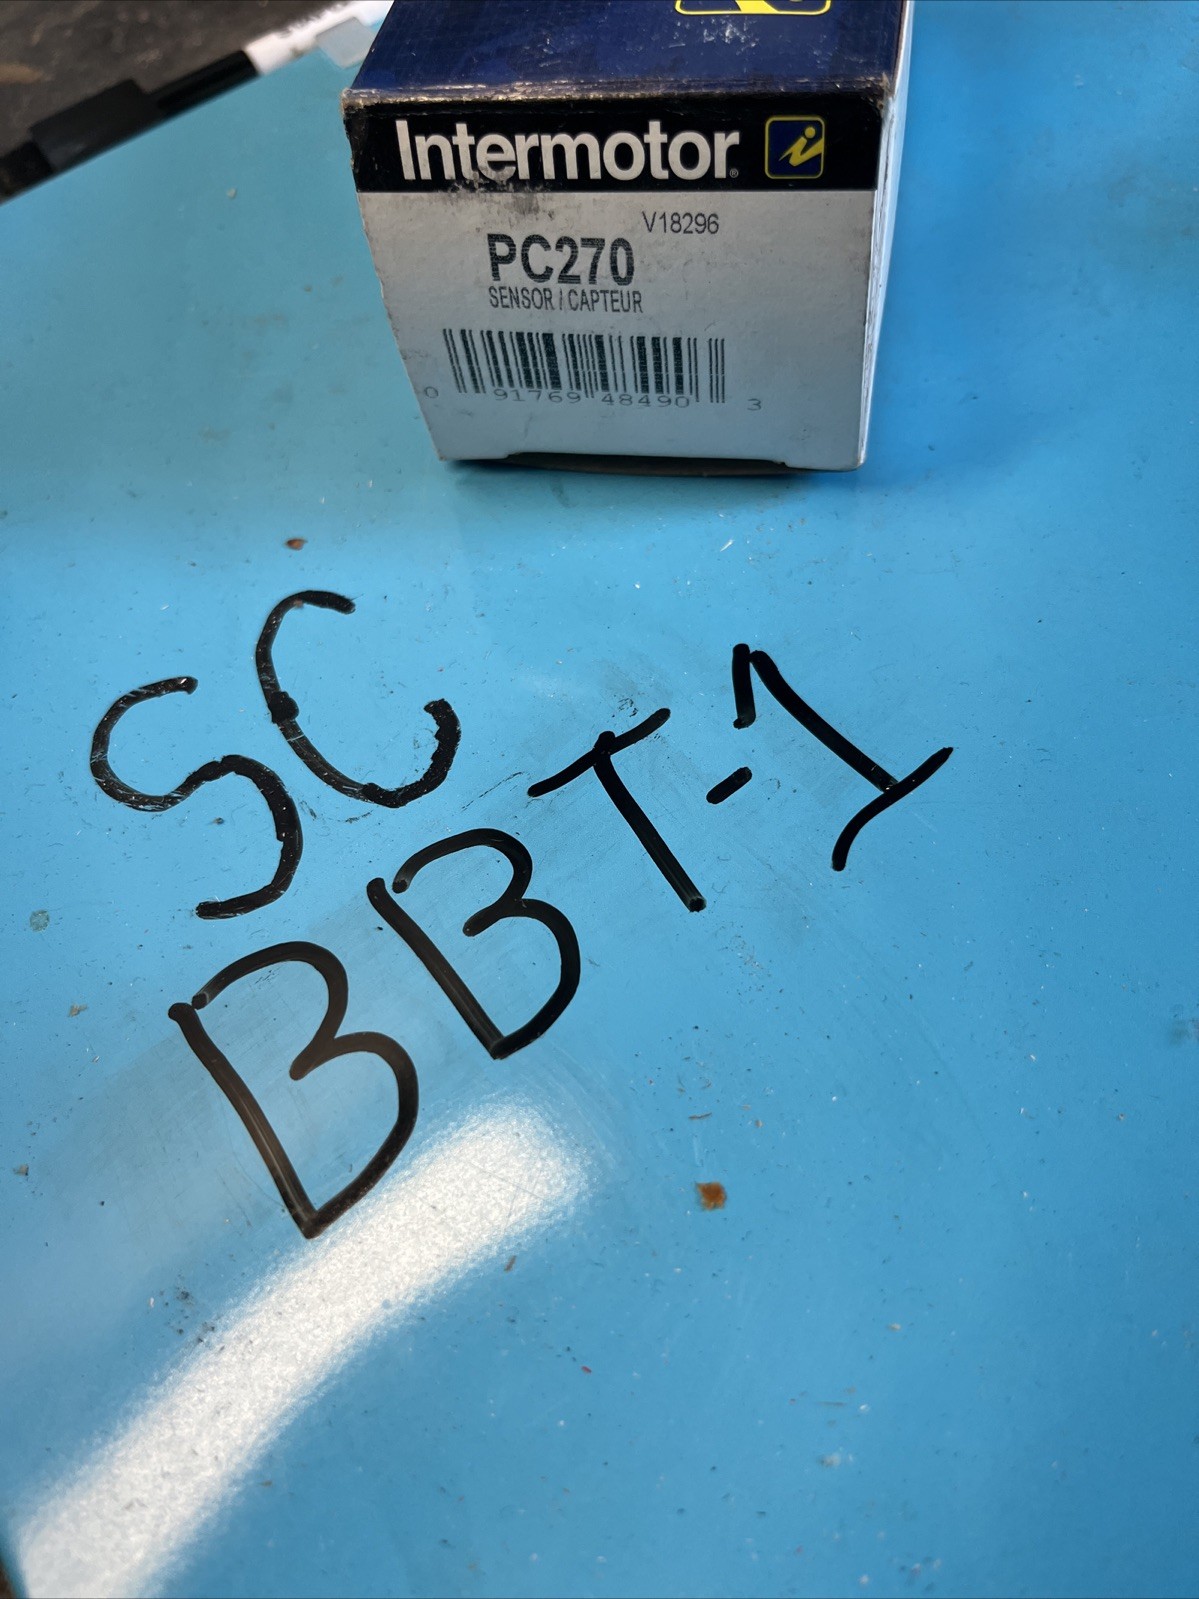 Intermotor®
V18296
PC270
SENSOR / CAPTEUR
0 91769 48490 3
SC
BBT-1